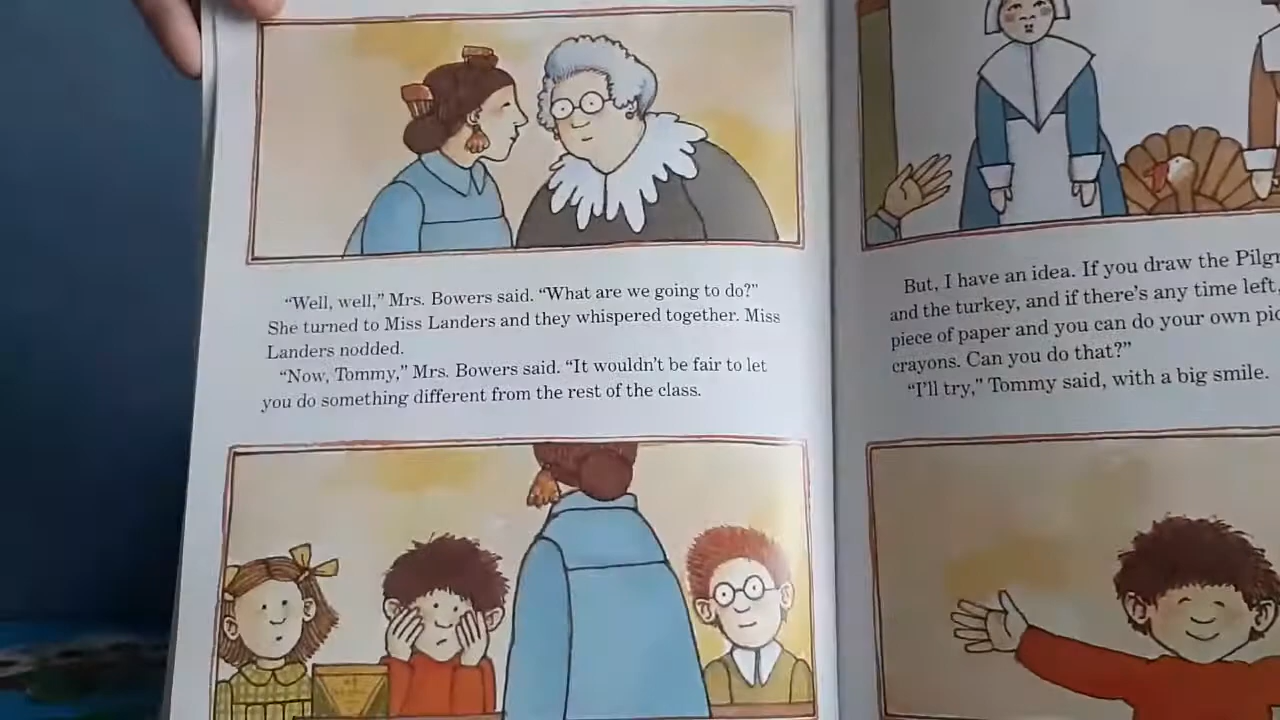 “Well, well,” Mrs. Bowers said. “What are we going to do?”
She turned to Miss Landers and they whispered together. Miss
Landers nodded.
“Now, Tommy,” Mrs. Bowers said. “It wouldn’t be fair to let
you do something different from the rest of the class.
But, I have an idea. If you draw the Pilgr
and the turkey, and if there’s any time left,
piece of paper and you can do your own pic
crayons. Can you do that?”
“I’ll try,” Tommy said, with a big smile.